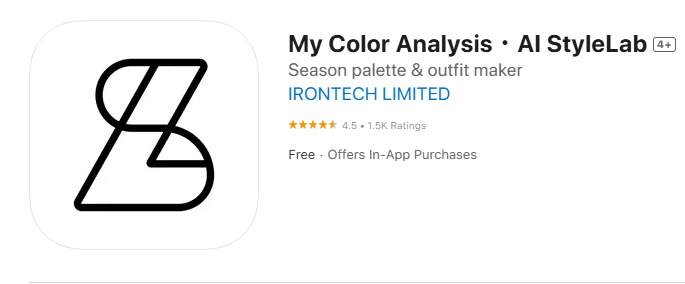 My Color Analysis・AI StyleLab 4+
Season palette & outfit maker
IRONTECH LIMITED
4.5 • 1.5K Ratings
Free · Offers In-App Purchases